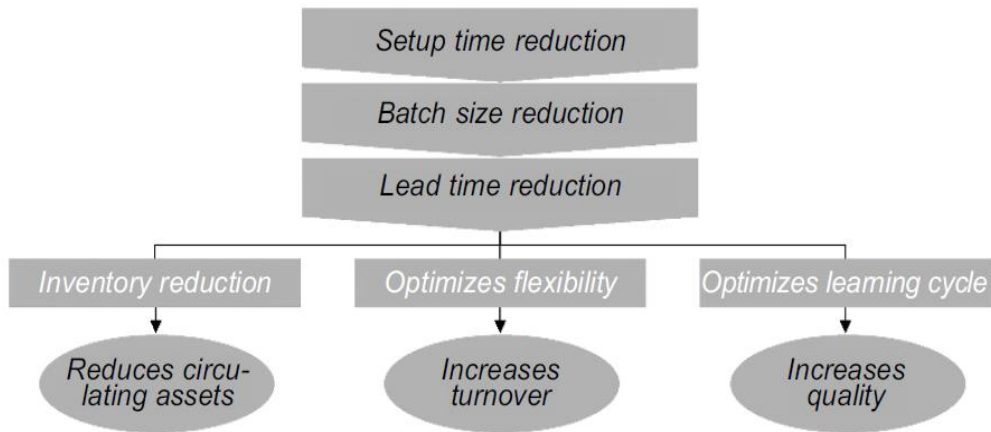 Setup time reduction
Batch size reduction
Lead time reduction
Inventory reduction
Optimizes flexibility
Optimizes learning cycle
Reduces circu-
lating assets
Increases
turnover
Increases
quality